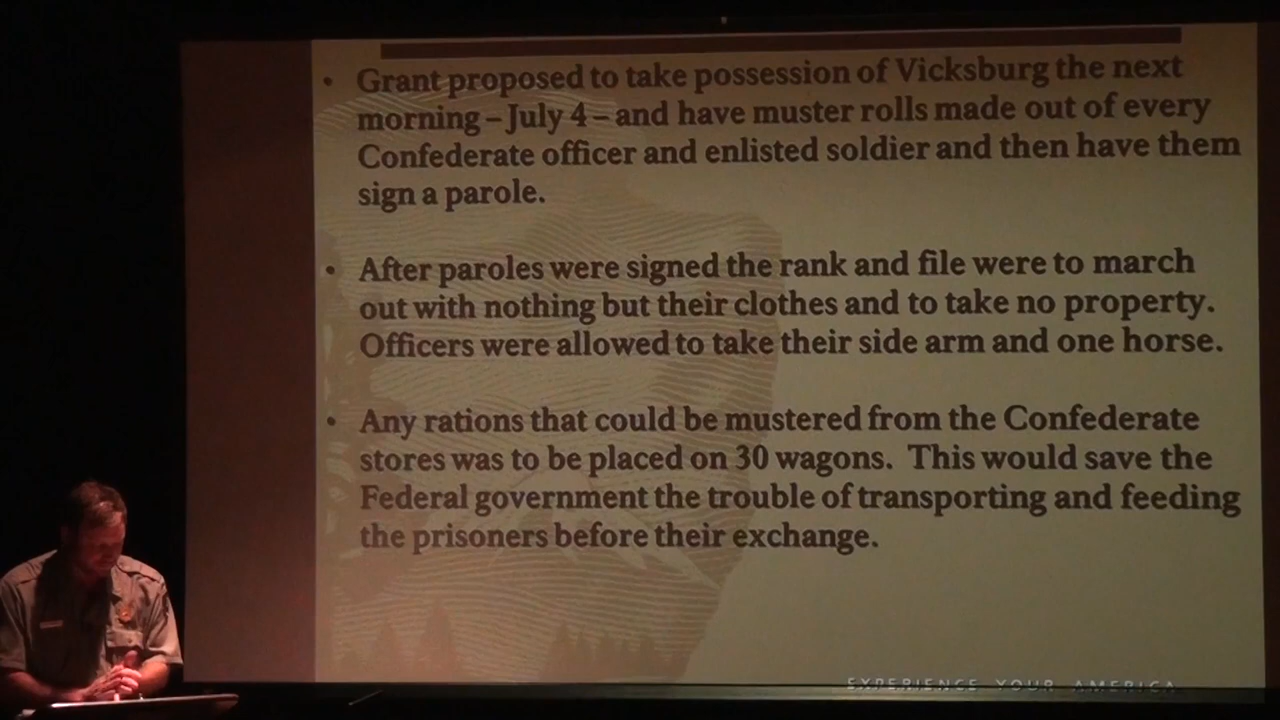 • Grant proposed to take possession of Vicksburg the next
morning – July 4 – and have muster rolls made out of every
Confederate officer and enlisted soldier and then have them
sign a parole.
• After paroles were signed the rank and file were to march
out with nothing but their clothes and to take no property.
Officers were allowed to take their side arm and one horse.
• Any rations that could be mustered from the Confederate
stores was to be placed on 30 wagons.  This would save the
Federal government the trouble of transporting and feeding
the prisoners before their exchange.
EXPERIENCE YOUR AMERICA